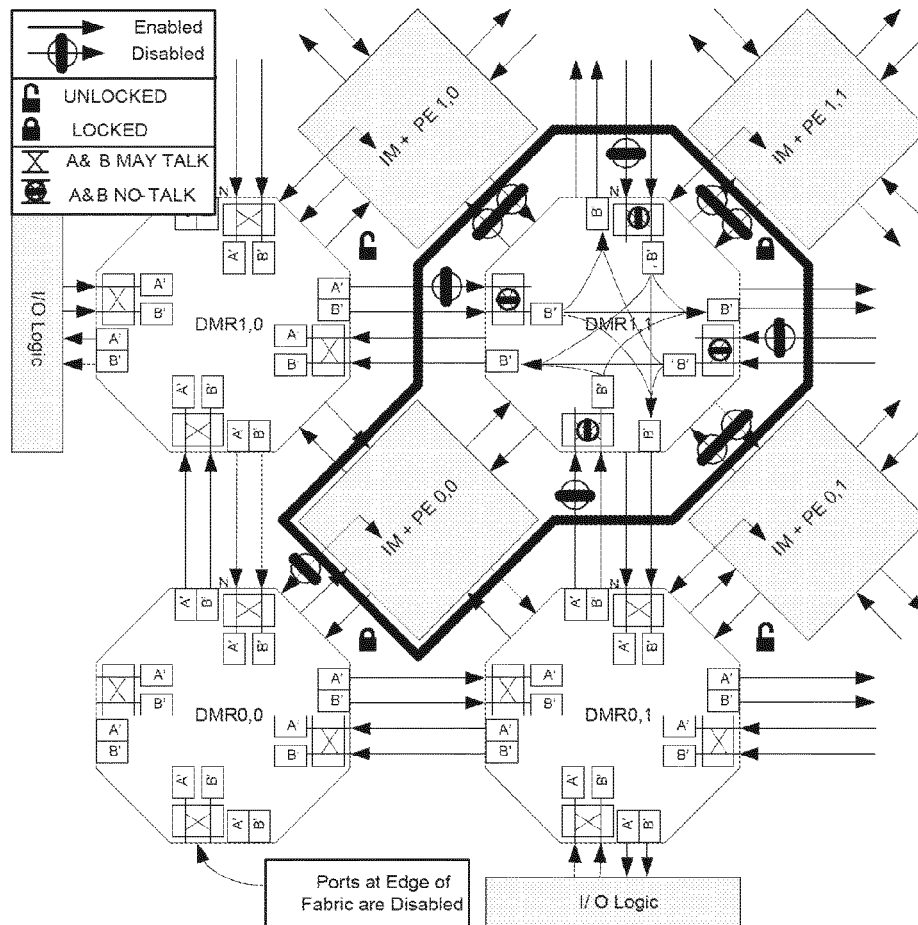 Enabled
Disabled
UNLOCKED
LOCKED
A& B MAY TALK
A&B NO TALK
IM + PE 1,0
IM + PE 1,1
N
N
B'
B'
A'
B'
I/O Logic
A'
B'
A'
B'
DMR1,0
A'
B'
A'
B'
A'
B'
A'
B'
B'
B'
DMR1,1
B'
B'
B'
B'
IM + PE 0,0
IM + PE 0,1
N
N
A'
B'
A'
B'
A'
B'
A'
B'
A'
B'
A'
B'
DMR0,0
A'
B'
A'
B'
A'
B'
A'
B'
A'
B'
A'
B'
DMR0,1
A'
B'
A'
B'
A'
B'
A'
B'
A'
B'
A'
B'
Ports at Edge of
Fabric are Disabled
I/ O Logic